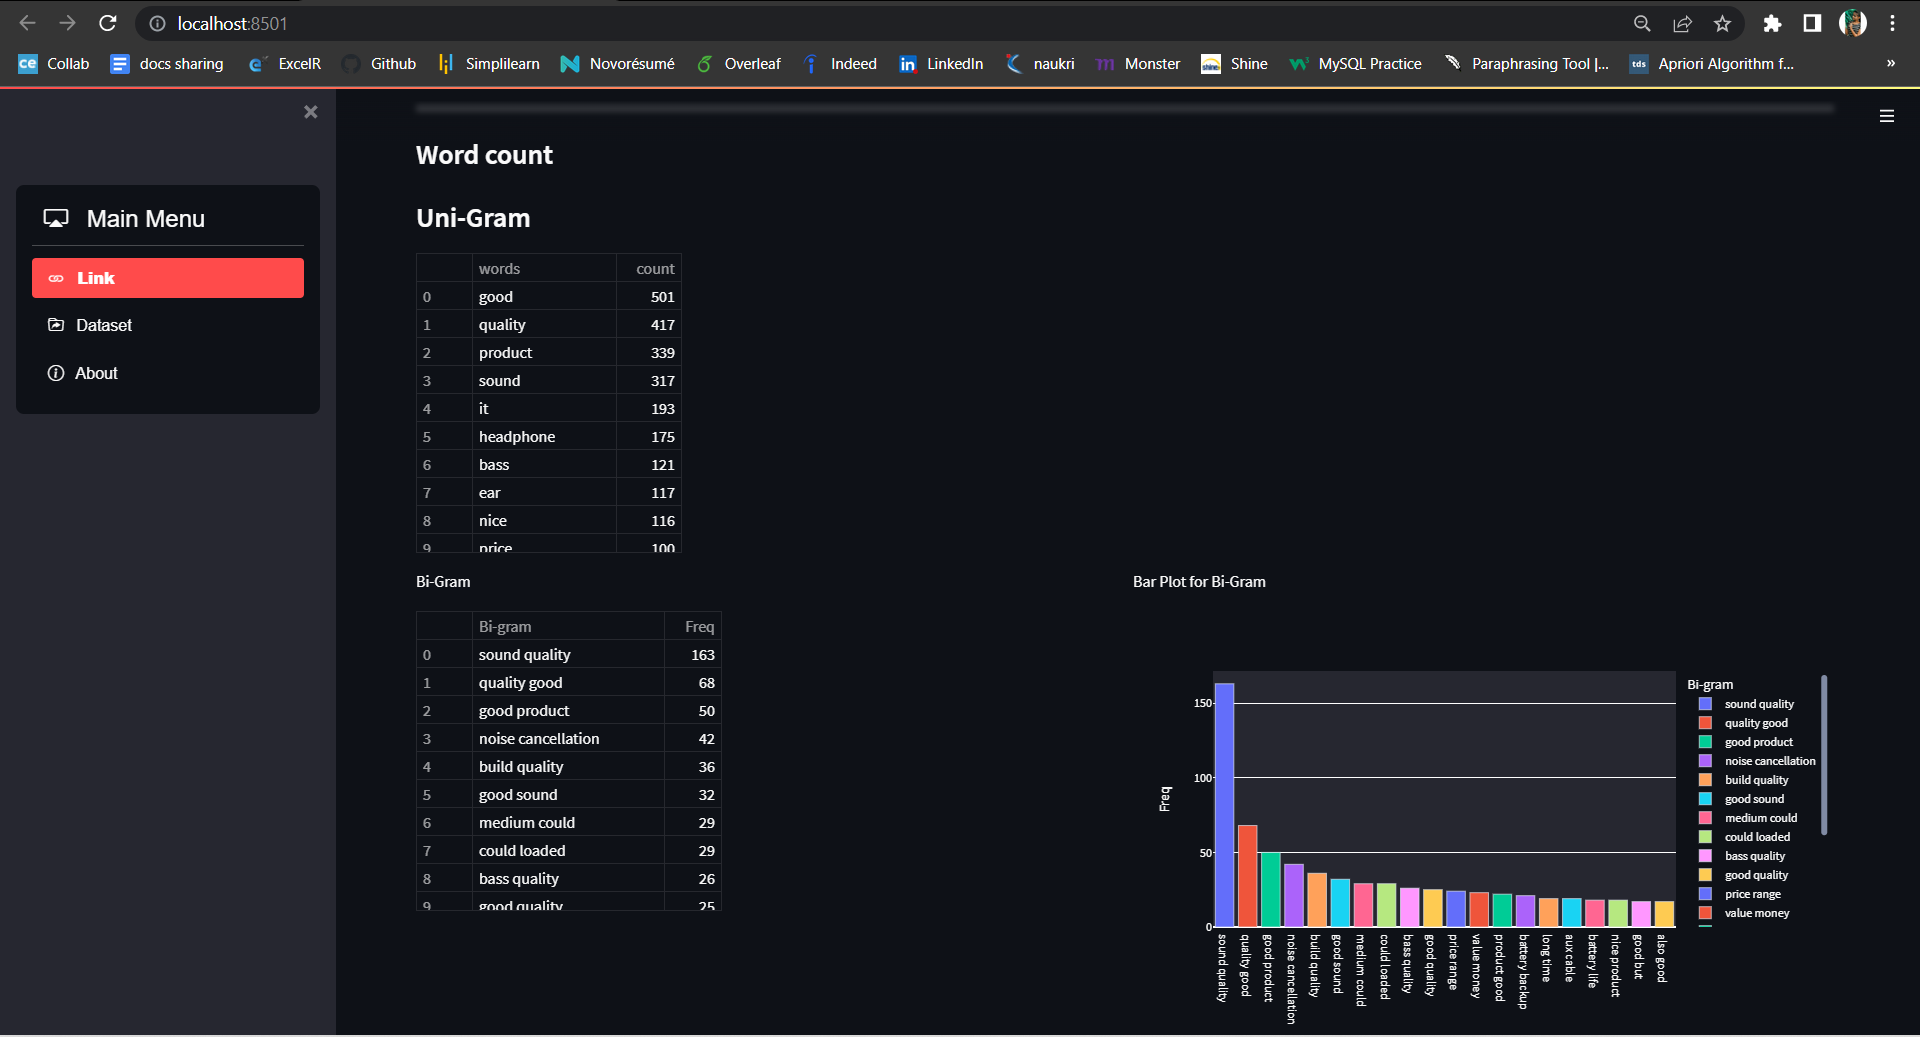 localhost:8501
Collab docs sharing ExcelR Github Simplilearn Novorésumé Overleaf Indeed LinkedIn naukri Monster Shine MySQL Practice Paraphrasing Tool |... Apriori Algorithm f... »
Main Menu
Link
Dataset
About
Word count
Uni-Gram
words count
0 good 501
1 quality 417
2 product 339
3 sound 317
4 it 193
5 headphone 175
6 bass 121
7 ear 117
8 nice 116
9 price 100
Bi-Gram
Bi-gram Freq
0 sound quality 163
1 quality good 68
2 good product 50
3 noise cancellation 42
4 build quality 36
5 good sound 32
6 medium could 29
7 could loaded 29
8 bass quality 26
9 good quality 25
Bar Plot for Bi-Gram
Freq
150
100
50
0
sound quality
quality good
good product
noise cancellation
build quality
good sound
medium could
could loaded
bass quality
good quality
price range
value money
product good
battery backup
long time
aux cable
battery life
nice product
good but
also good
Bi-gram
sound quality
quality good
good product
noise cancellation
build quality
good sound
medium could
could loaded
bass quality
good quality
price range
value money